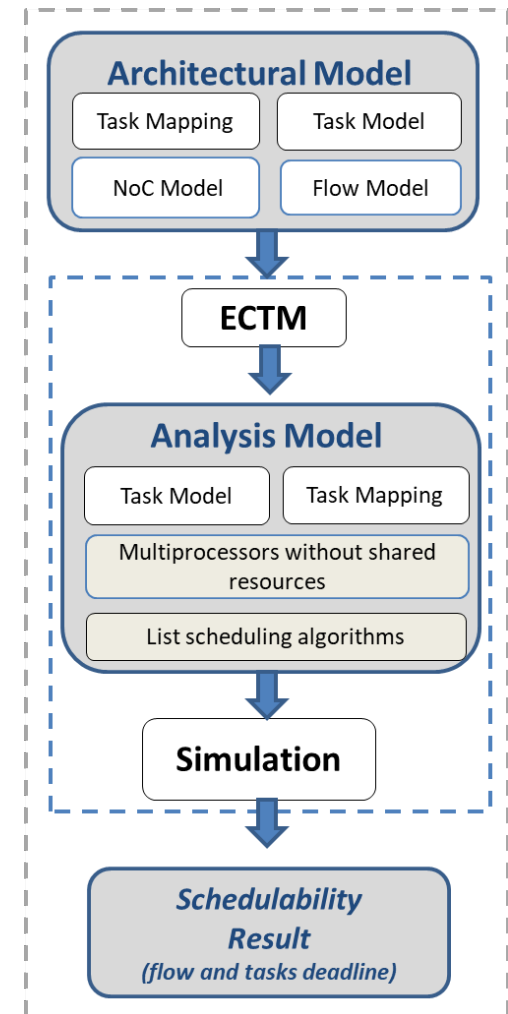 Architectural Model
Task Mapping
Task Model
NoC Model
Flow Model
ECTM
Analysis Model
Task Model
Task Mapping
Multiprocessors without shared
resources
List scheduling algorithms
Simulation
Schedulability
Result
(flow and tasks deadline)